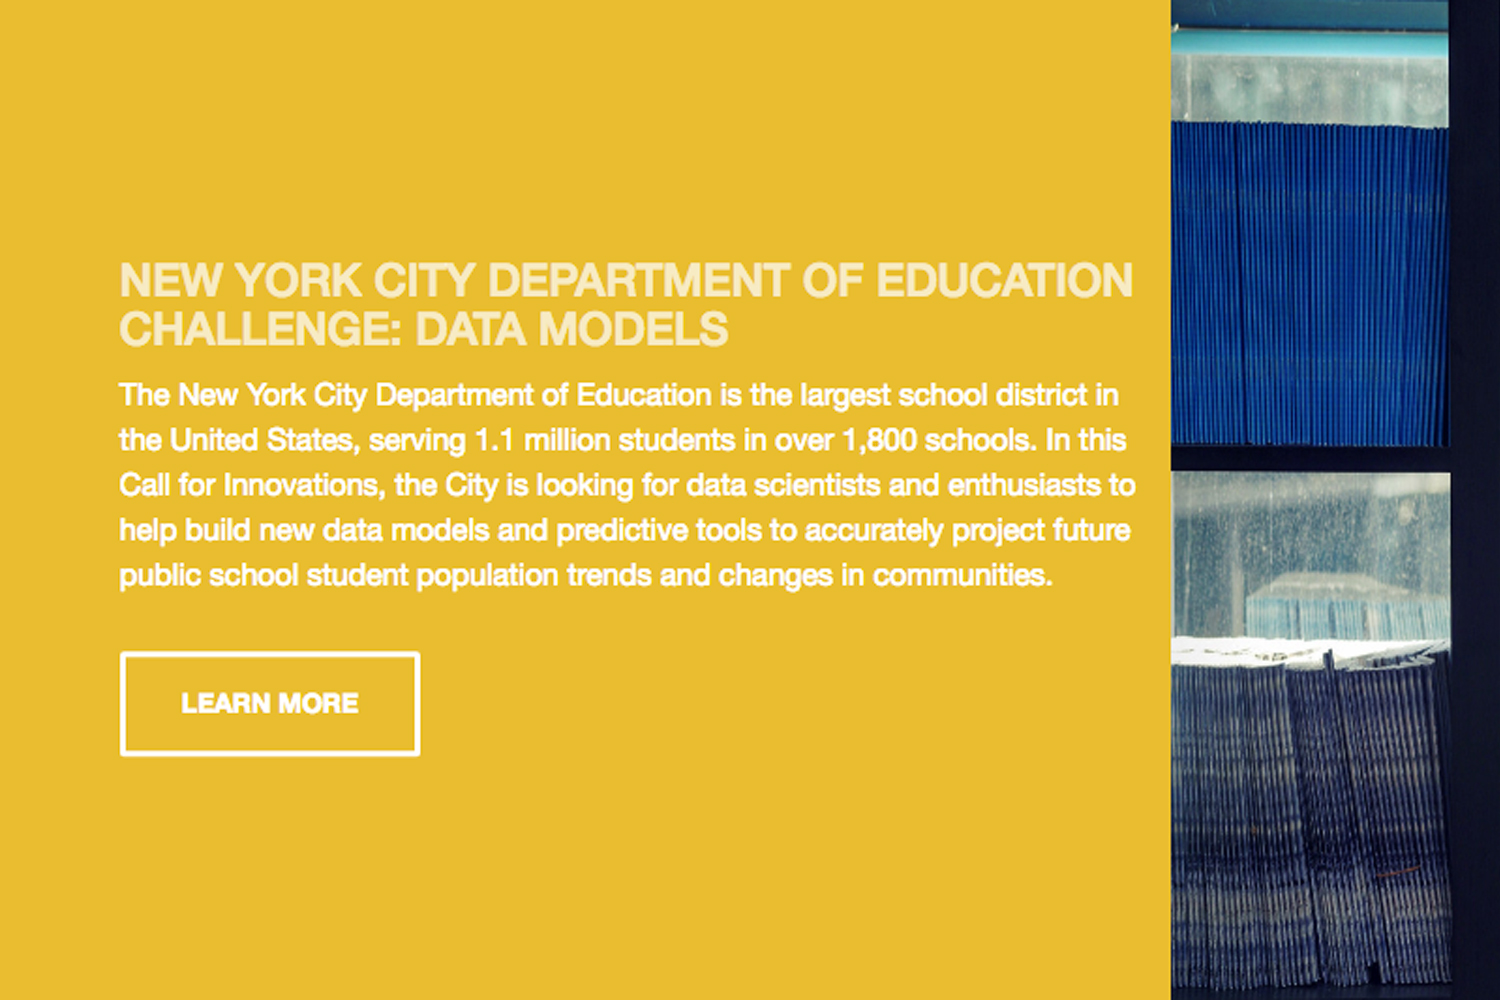 NEW YORK CITY DEPARTMENT OF EDUCATION
CHALLENGE: DATA MODELS
The New York City Department of Education is the largest school district in
the United States, serving 1.1 million students in over 1,800 schools. In this
Call for Innovations, the City is looking for data scientists and enthusiasts to
help build new data models and predictive tools to accurately project future
public school student population trends and changes in communities.
LEARN MORE